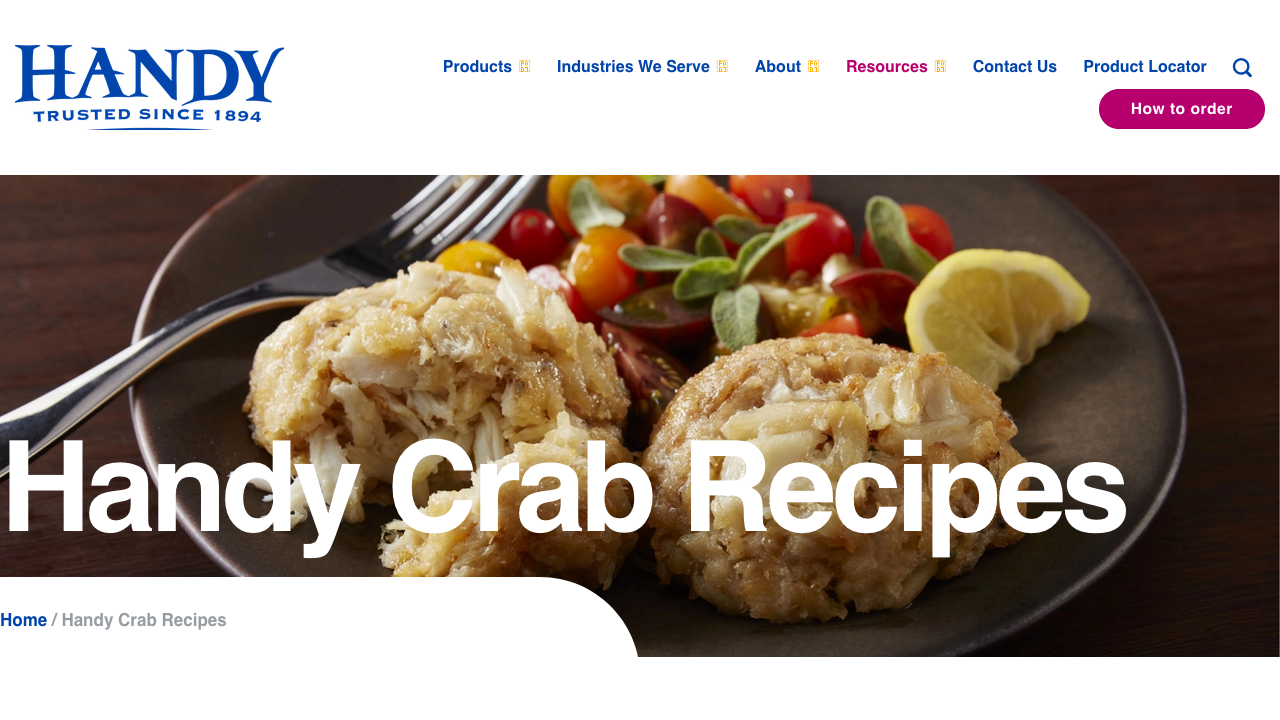 HANDY
TRUSTED SINCE 1894
Products
Industries We Serve
About
Resources
Contact Us
Product Locator
How to order
Handy Crab Recipes
Home / Handy Crab Recipes